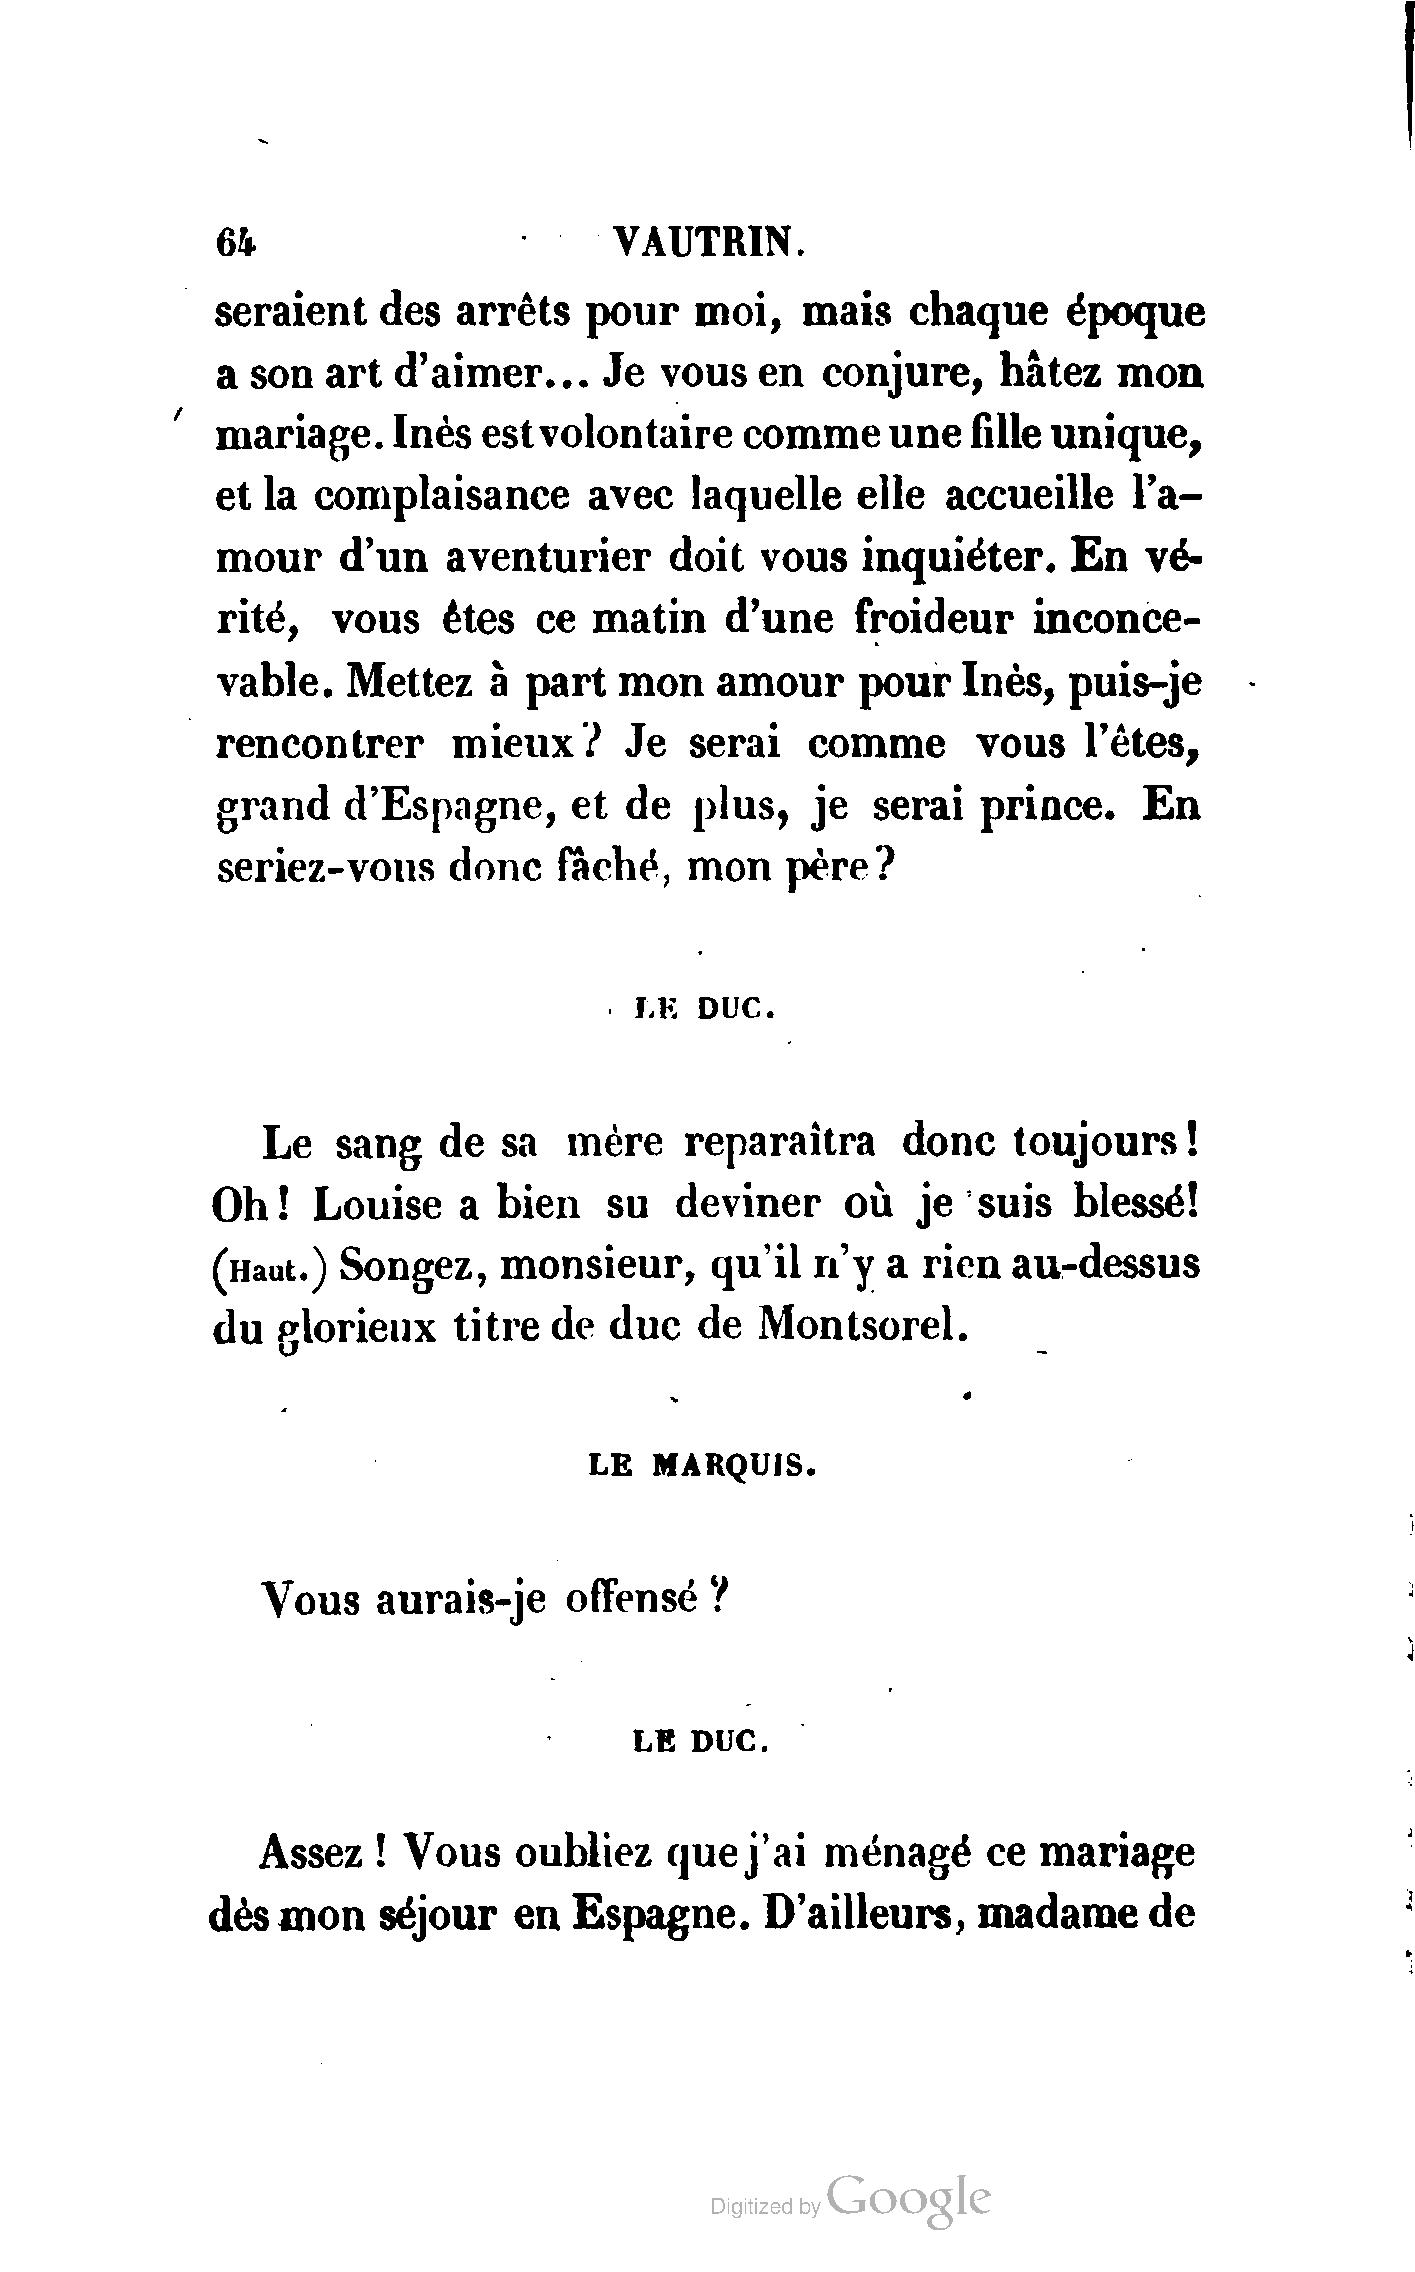 64 VAUTRIN.
seraient des arrêts pour moi, mais chaque époque
a son art d'aimer... Je vous en conjure, hâtez mon
mariage. Inès est volontaire comme une fille unique,
et la complaisance avec laquelle elle accueille l'a-
mour d'un aventurier doit vous inquiéter. En vé-
rité, vous êtes ce matin d'une froideur inconce-
vable. Mettez à part mon amour pour Inès, puis-je
rencontrer mieux? Je serai comme vous l'êtes,
grand d'Espagne, et de plus, je serai prince. En
seriez-vous donc fâché, mon père?
LE DUC.
Le sang de sa mère reparaîtra donc toujours!
Oh! Louise a bien su deviner où je suis blessé!
(Haut.) Songez, monsieur, qu'il n'y a rien au-dessus
du glorieux titre de duc de Montsorel.
LE MARQUIS.
Vous aurais-je offensé?
LE DUC.
Assez! Vous oubliez que j'ai ménagé ce mariage
dès mon séjour en Espagne. D'ailleurs, madame de
Digitized by Google